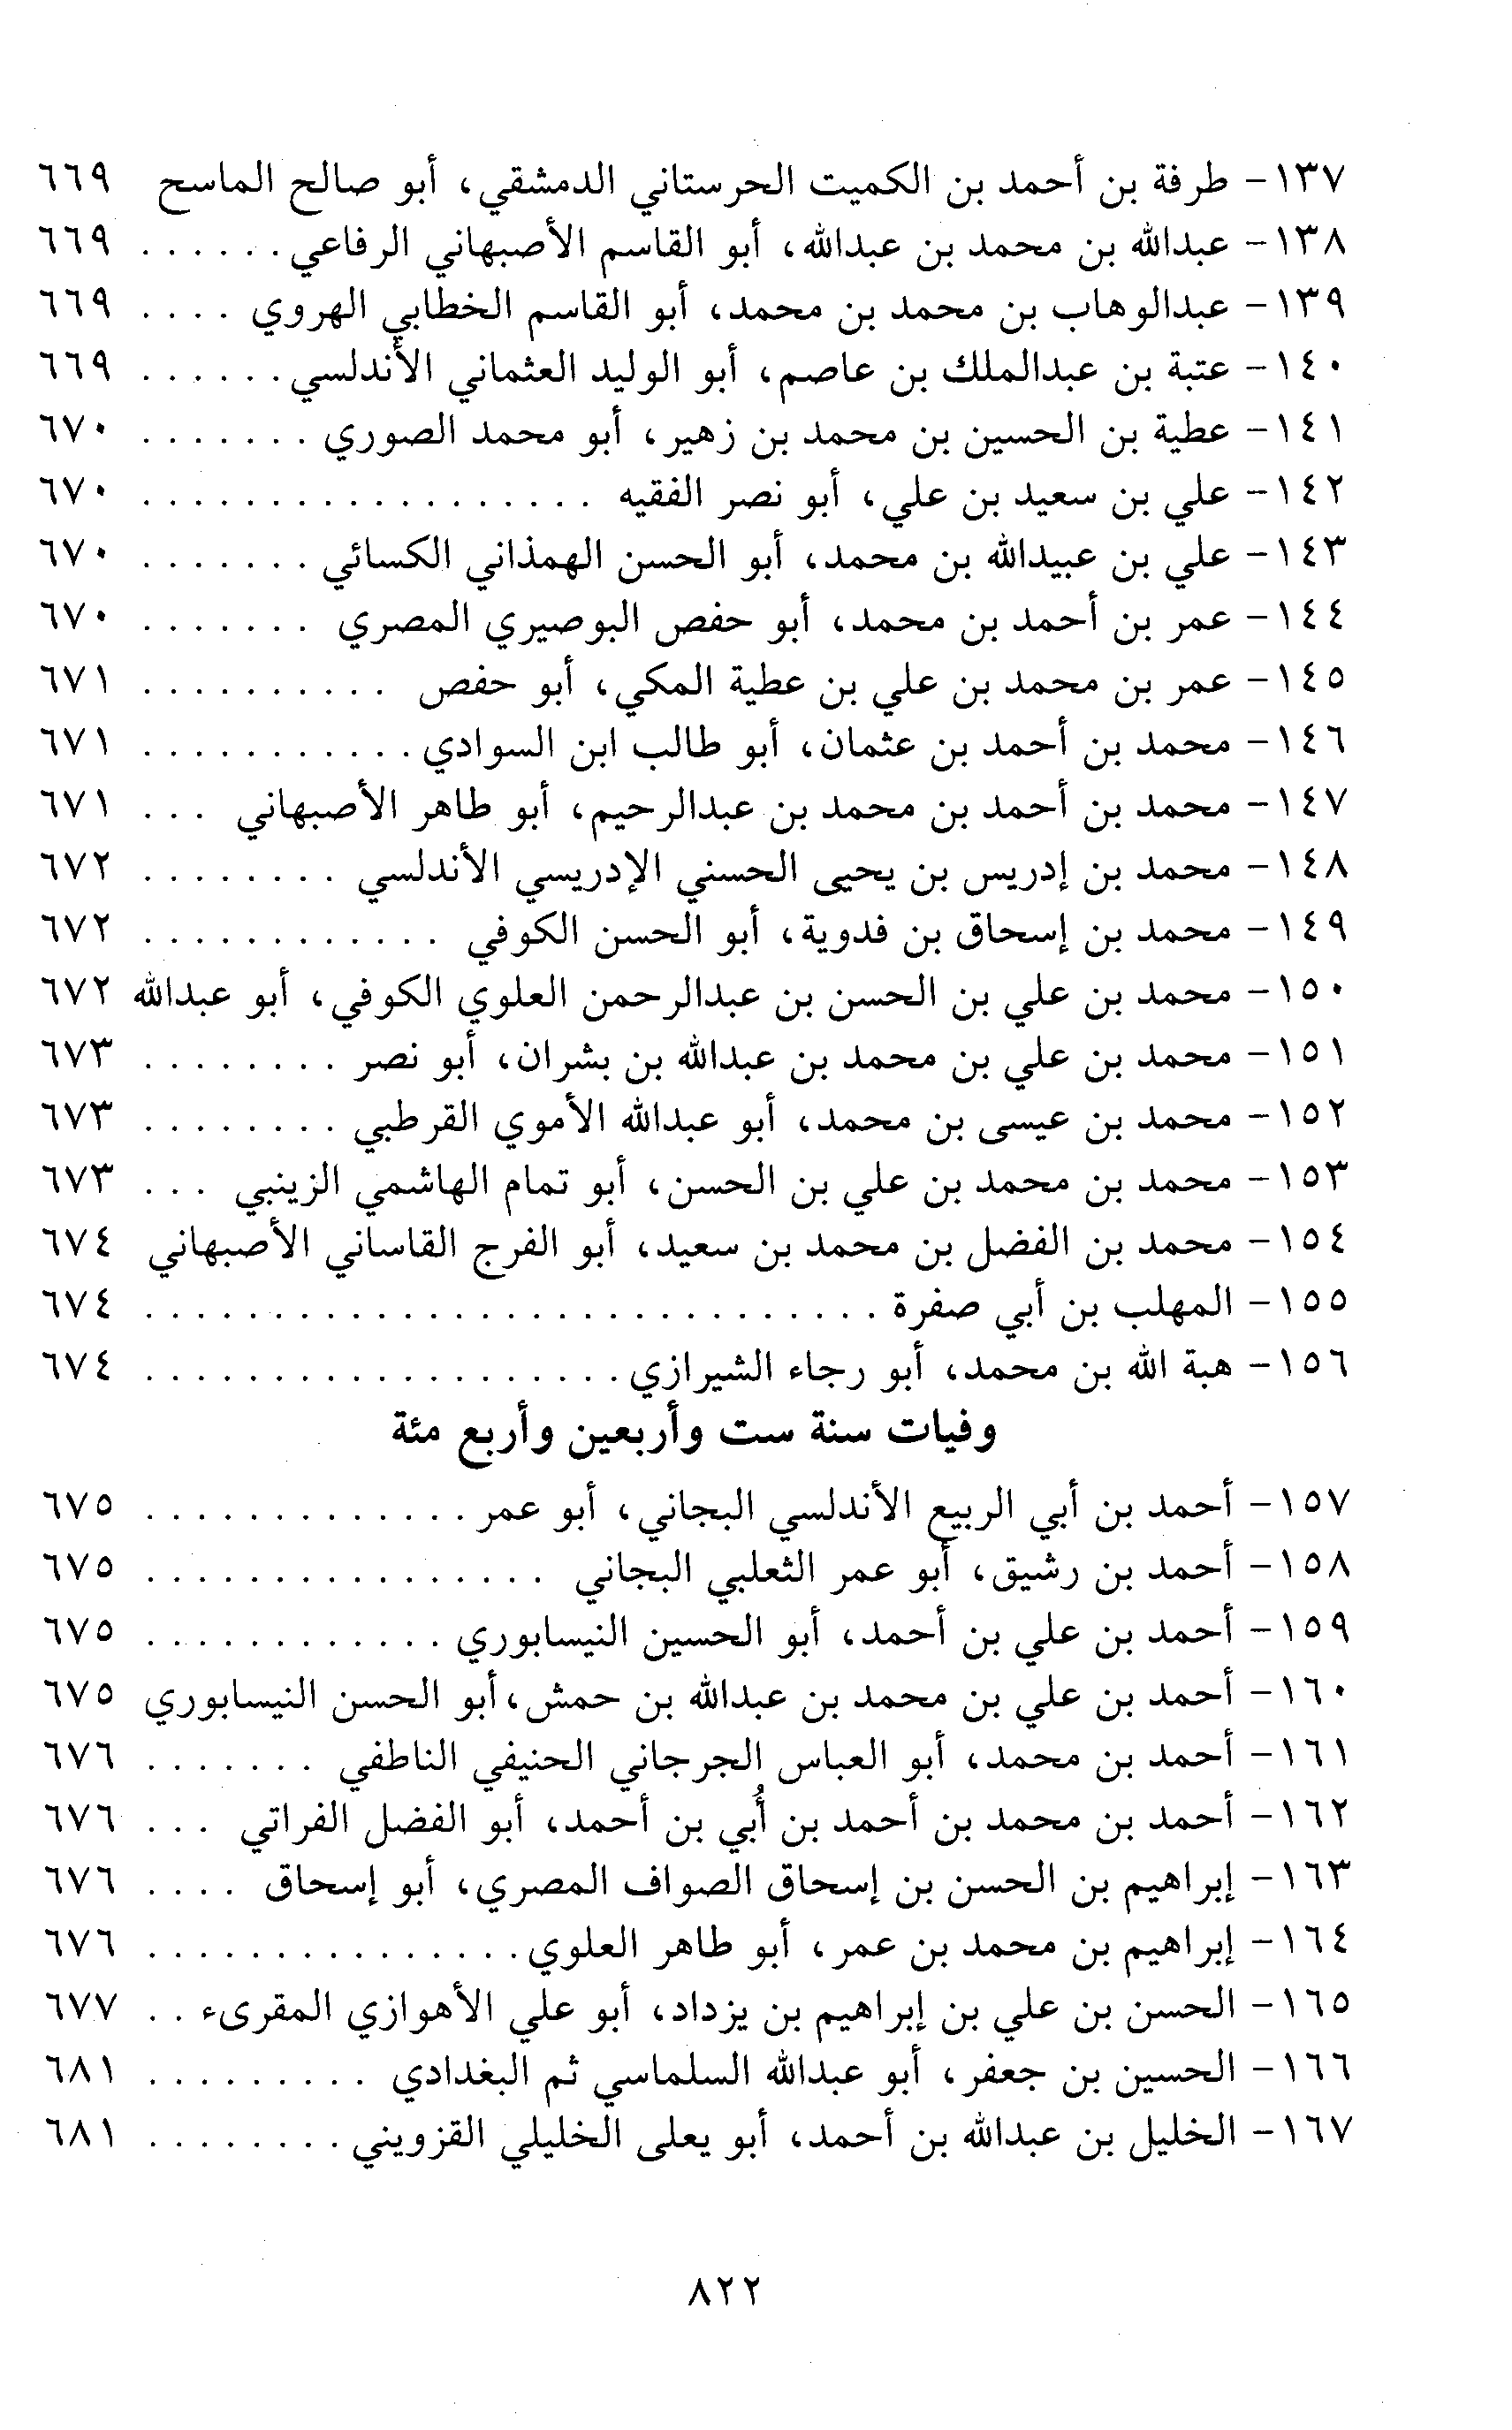 ١٣٧- طرفة بن أحمد بن الكميت الحرستاني الدمشقي، أبو صالح الماسح ٦٦٩
١٣٨- عبدالله بن محمد بن عبدالله، أبو القاسم الأصبهاني الرفاعي . . . . . . ٦٦٩
١٣٩- عبدالوهاب بن محمد بن محمد، أبو القاسم الخطابي الهروي . . . . ٦٦٩
١٤٠- عتبة بن عبدالملك بن عاصم، أبو الوليد العثماني الأندلسي . . . . . . ٦٦٩
١٤١- عطية بن الحسين بن محمد بن زهير، أبو محمد الصوري . . . . . . . ٦٧٠
١٤٢- علي بن سعيد بن علي، أبو نصر الفقيه . . . . . . . . . . . . . . . . . . ٦٧٠
١٤٣- علي بن عبيدالله بن محمد، أبو الحسن الهمذاني الكسائي . . . . . . . ٦٧٠
١٤٤- عمر بن أحمد بن محمد، أبو حفص البوصيري المصري . . . . . . . ٦٧٠
١٤٥- عمر بن محمد بن علي بن عطية المكي، أبو حفص . . . . . . . . . . ٦٧١
١٤٦- محمد بن أحمد بن عثمان، أبو طالب ابن السوادي . . . . . . . . . . . ٦٧١
١٤٧- محمد بن أحمد بن محمد بن عبدالرحيم، أبو طاهر الأصبهاني . . . ٦٧١
١٤٨- محمد بن إدريس بن يحيى الحسني الإدريسي الأندلسي . . . . . . . . ٦٧٢
١٤٩- محمد بن إسحاق بن فدوية، أبو الحسن الكوفي . . . . . . . . . . . . ٦٧٢
١٥٠- محمد بن علي بن الحسن بن عبدالرحمن العلوي الكوفي، أبو عبدالله ٦٧٢
١٥١- محمد بن علي بن محمد بن عبدالله بن بشران، أبو نصر . . . . . . . . ٦٧٣
١٥٢- محمد بن عيسى بن محمد، أبو عبدالله الأموي القرطبي . . . . . . . . ٦٧٣
١٥٣- محمد بن محمد بن علي بن الحسن، أبو تمام الهاشمي الزينبي . . . ٦٧٣
١٥٤- محمد بن الفضل بن محمد بن سعيد، أبو الفرج القاساني الأصبهاني ٦٧٤
١٥٥- المهلب بن أبي صفرة . . . . . . . . . . . . . . . . . . . . . . . . . . . . . ٦٧٤
١٥٦- هبة الله بن محمد، أبو رجاء الشيرازي . . . . . . . . . . . . . . . . . . . ٦٧٤
وفيات سنة ست وأربعين وأربع مئة
١٥٧- أحمد بن أبي الربيع الأندلسي البجاني، أبو عمر . . . . . . . . . . . . . ٦٧٥
١٥٨- أحمد بن رشيق، أبو عمر الثعلبي البجاني . . . . . . . . . . . . . . . . ٦٧٥
١٥٩- أحمد بن علي بن أحمد، أبو الحسين النيسابوري . . . . . . . . . . . . ٦٧٥
١٦٠- أحمد بن علي بن محمد بن عبدالله بن حمش، أبو الحسن النيسابوري ٦٧٥
١٦١- أحمد بن محمد، أبو العباس الجرجاني الحنيفي الناطفي . . . . . . . ٦٧٦
١٦٢- أحمد بن محمد بن أحمد بن أُبي بن أحمد، أبو الفضل الفراتي . . . ٦٧٦
١٦٣- إبراهيم بن الحسن بن إسحاق الصواف المصري، أبو إسحاق . . . . ٦٧٦
١٦٤- إبراهيم بن محمد بن عمر، أبو طاهر العلوي . . . . . . . . . . . . . . . ٦٧٦
١٦٥- الحسن بن علي بن إبراهيم بن يزداد، أبو علي الأهوازي المقرىء . . ٦٧٧
١٦٦- الحسين بن جعفر، أبو عبدالله السلماسي ثم البغدادي . . . . . . . . . ٦٨١
١٦٧- الخليل بن عبدالله بن أحمد، أبو يعلى الخليلي القزويني . . . . . . . . ٦٨١
٨٢٢